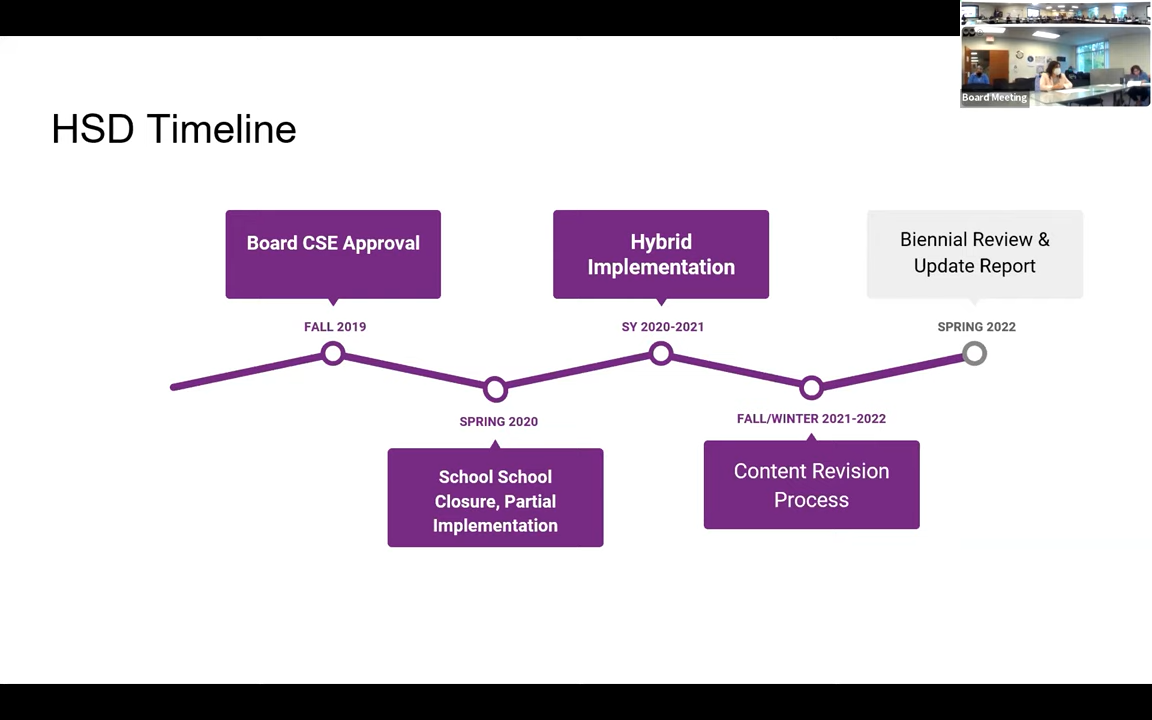 Board Meeting
HSD Timeline
Board CSE Approval
Hybrid
Implementation
Biennial Review &
Update Report
FALL 2019
SY 2020-2021
SPRING 2022
SPRING 2020
FALL/WINTER 2021-2022
School School
Closure, Partial
Implementation
Content Revision
Process